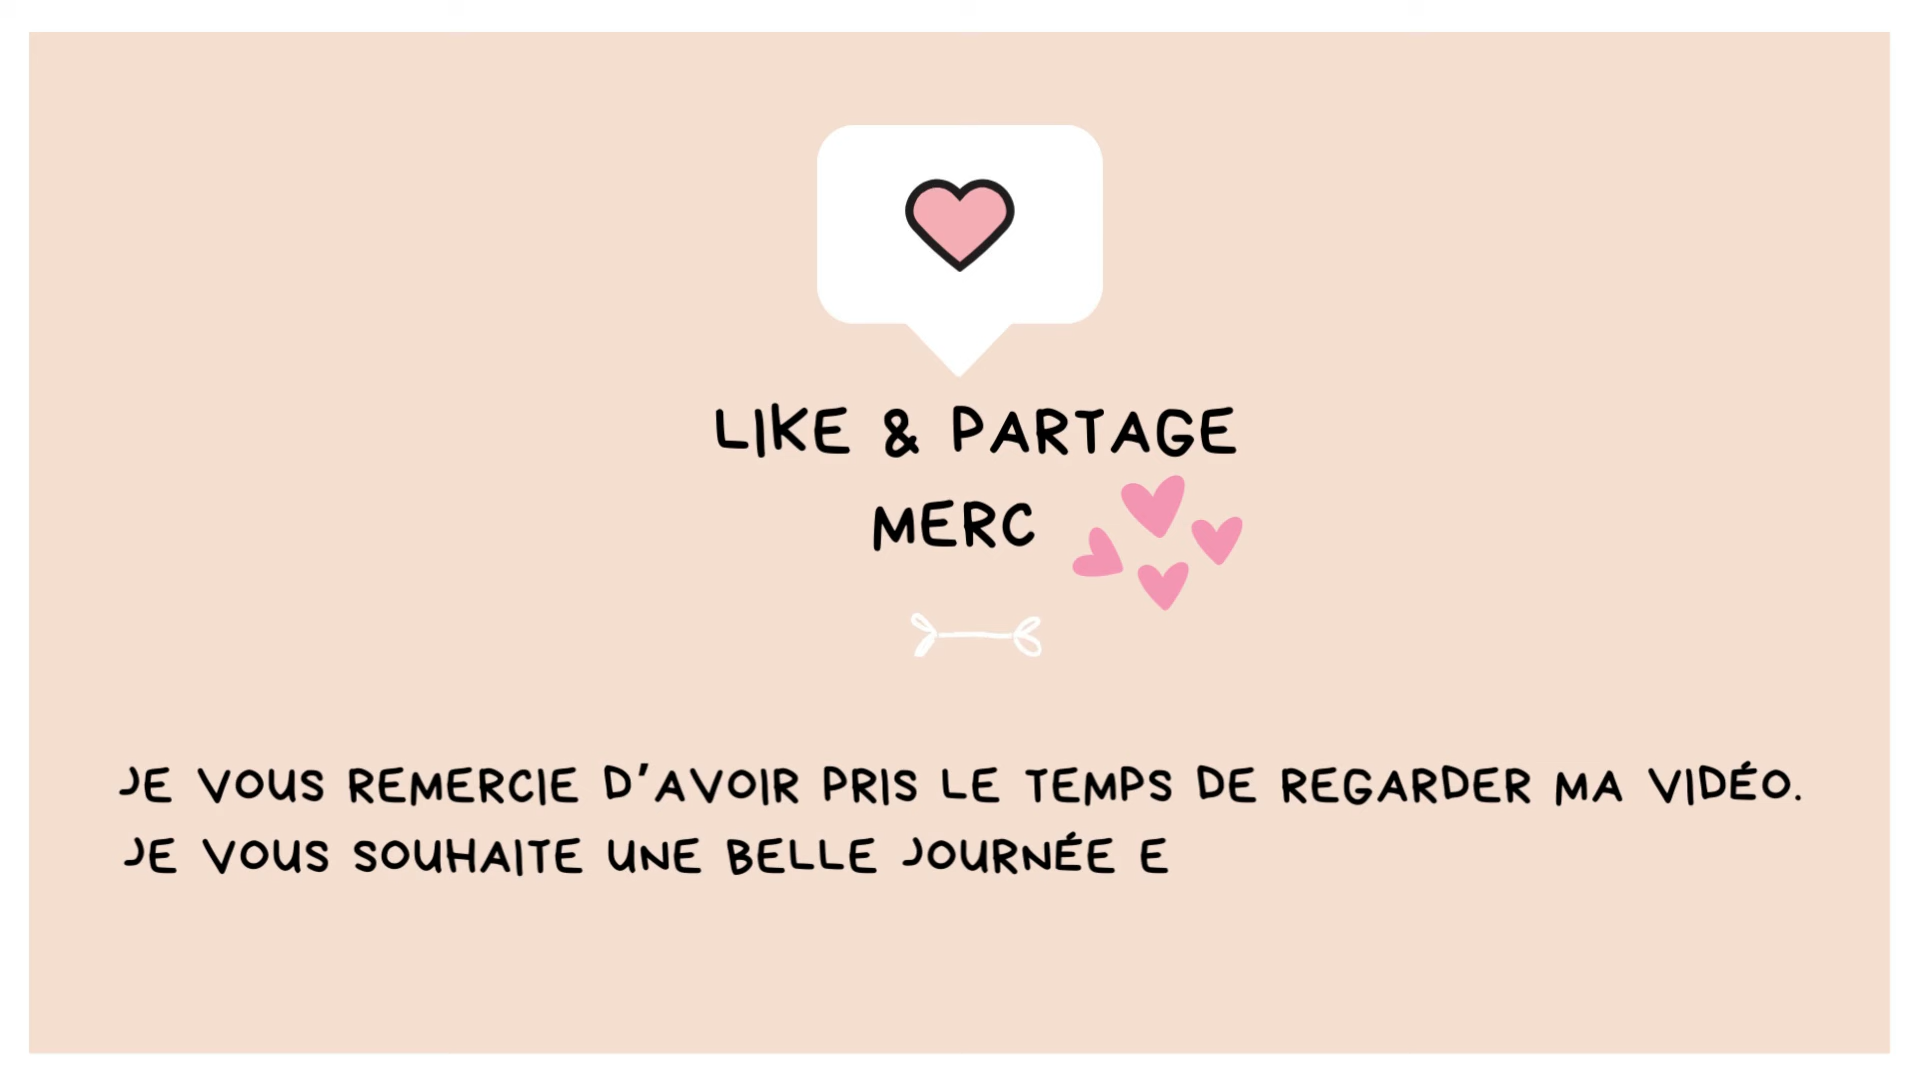 LIKE & PARTAGE
MERC
JE VOUS REMERCIE D'AVOIR PRIS LE TEMPS DE REGARDER MA VIDÉO.
JE VOUS SOUHAITE UNE BELLE JOURNÉE E